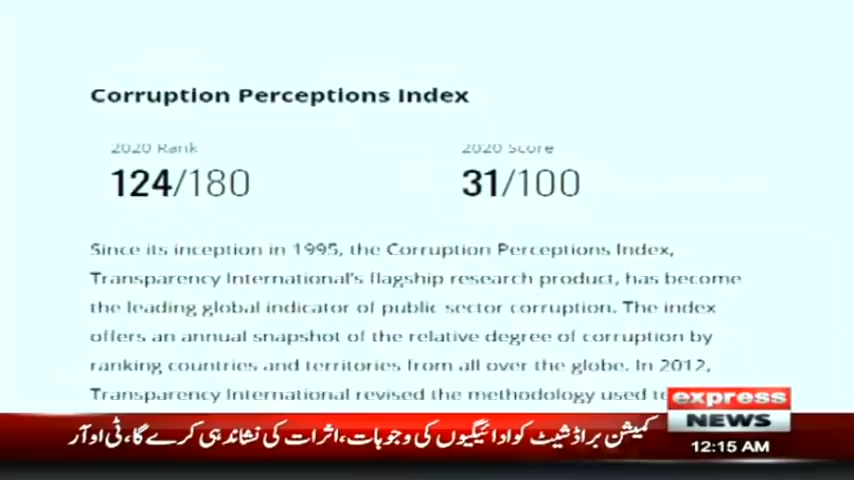 Corruption Perceptions Index
2020 Rank
2020 Score
124/180
31/100
Since its inception in 1995, the Corruption Perceptions Index,
Transparency International's flagship research product, has become
the leading global indicator of public sector corruption. The index
offers an annual snapshot of the relative degree of corruption by
ranking countries and territories from all over the globe. In 2012,
Transparency International revised the methodology used
express
NEWS
12:15 AM
کمیشن براڈ شیٹ کو ادائیگیوں کی وجوہات، اثرات کی نشاندہی کرے گا، ٹی او آر